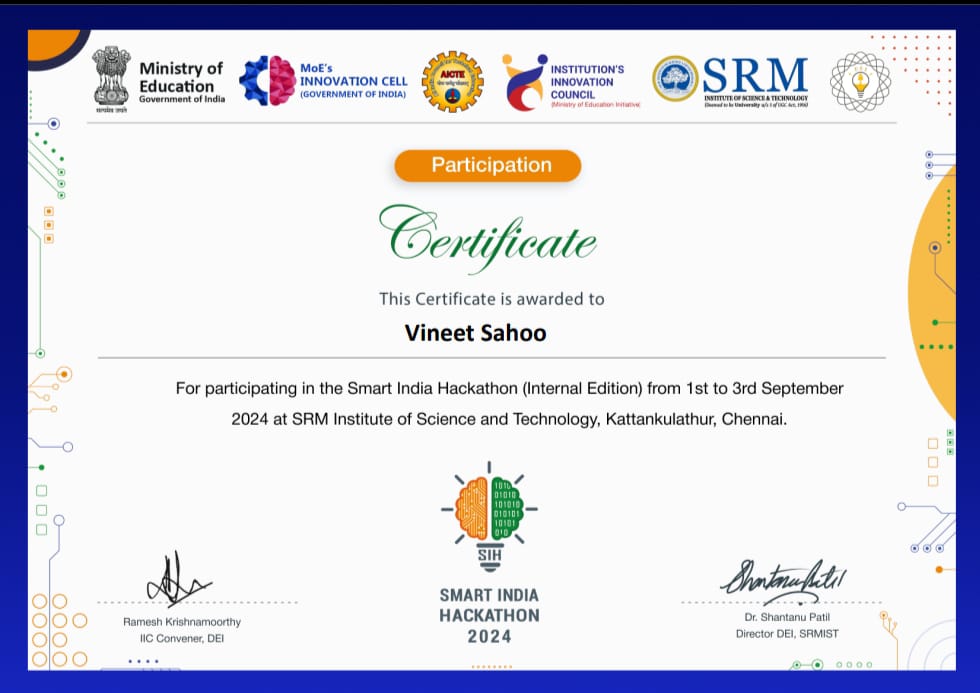 Ministry of
Education
Government of India
सत्यमेव जयते
MoE's
INNOVATION CELL
(GOVERNMENT OF INDIA)
AICTE
INSTITUTION'S
INNOVATION
COUNCIL
(Ministry of Education Initiative)
SRM
INSTITUTE OF SCIENCE & TECHNOLOGY
(Deemed to be University u/s 3 of UGC Act, 1956)
Participation
Certificate
This Certificate is awarded to
Vineet Sahoo
For participating in the Smart India Hackathon (Internal Edition) from 1st to 3rd September
2024 at SRM Institute of Science and Technology, Kattankulathur, Chennai.
1010
01010
101010
010101
10101
010
SIH
SMART INDIA
HACKATHON
2024
Ramesh Krishnamoorthy
IIC Convener, DEI
Shantanu Patil
Dr. Shantanu Patil
Director DEI, SRMIST